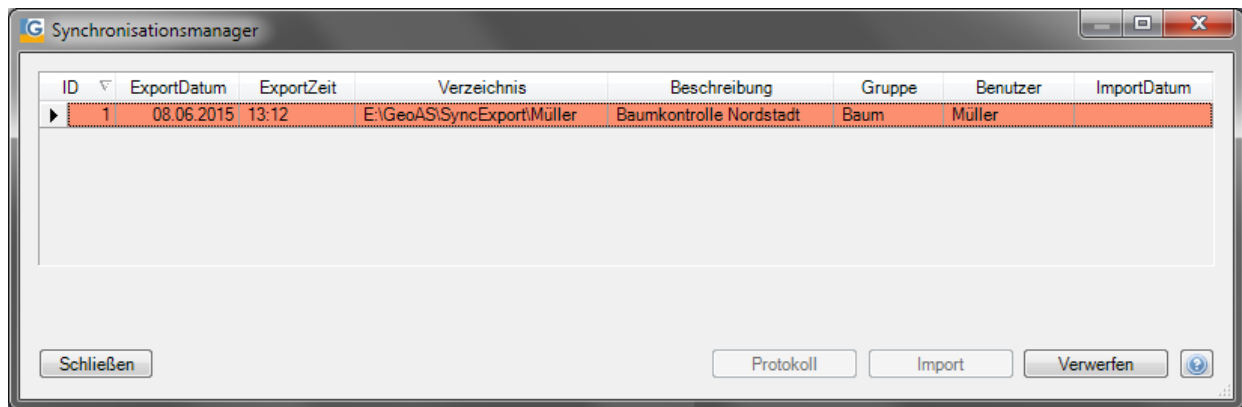 G Synchronisationsmanager
ID ExportDatum ExportZeit Verzeichnis Beschreibung Gruppe Benutzer ImportDatum
1 08.06.2015 13:12 E:\GeoAS\SyncExport\Müller Baumkontrolle Nordstadt Baum Müller
Schließen Protokoll Import Verwerfen ?